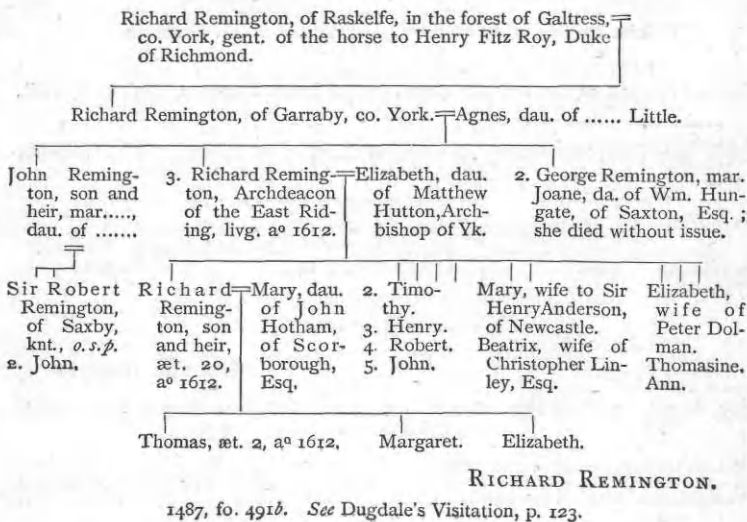 Richard Remington, of Raskelfe, in the forest of Galtress,
co. York, gent. of the horse to Henry Fitz Roy, Duke
of Richmond.
Richard Remington, of Garraby, co. York.=Agnes, dau. of ...... Little.
John Reming-
ton, son and
heir, mar.....,
dau. of ......
3. Richard Reming-
ton, Archdeacon
of the East Rid-
ing, livg. aº 1612.
Elizabeth, dau.
of Matthew
Hutton, Arch-
bishop of Yk.
2. George Remington, mar.
Joane, da. of Wm. Hun-
gate, of Saxton, Esq. ;
she died without issue.
Sir Robert
Remington,
of Saxby,
knt., o.s.p.
2. John.
Richard
Reming-
ton, son
and heir,
æt. 20,
aº 1612.
Mary, dau.
of John
Hotham,
of Scor-
borough,
Esq.
2. Timo-
thy.
3. Henry.
4. Robert.
5. John.
Mary, wife to Sir
Henry Anderson,
of Newcastle.
Beatrix, wife of
Christopher Lin-
ley, Esq.
Elizabeth,
wife of
Peter Dol-
man.
Thomasine.
Ann.
Thomas, æt. 2, aº 1612,
Margaret.
Elizabeth.
RICHARD REMINGTON.
1487, fo. 491b. See Dugdale's Visitation, p. 123.